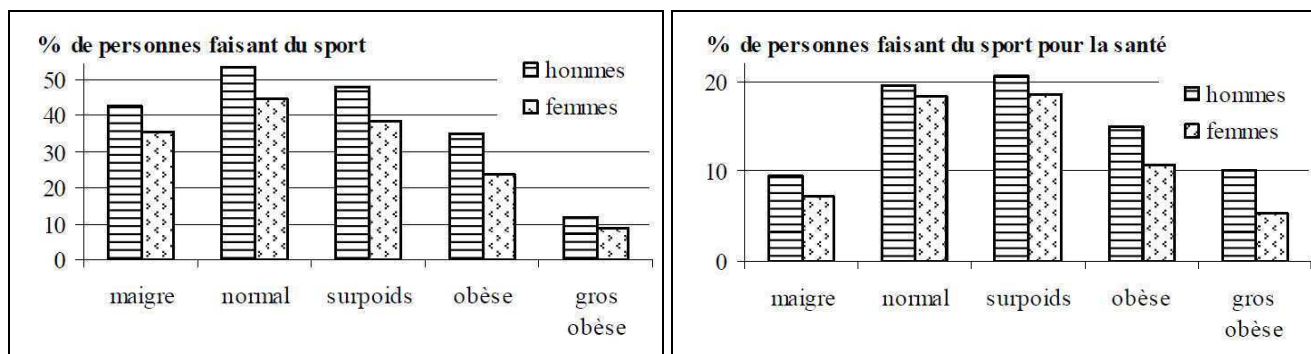 % de personnes faisant du sport
50
40
30
20
10
0
hommes
femmes
maigre normal surpoids obèse gros
obèse
% de personnes faisant du sport pour la santé
20
10
0
hommes
femmes
maigre normal surpoids obèse gros
obèse